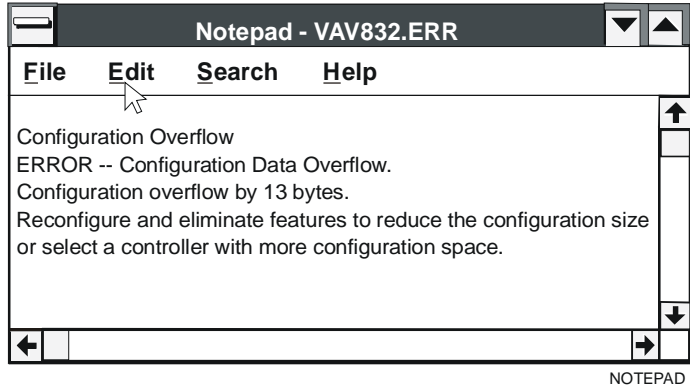 Notepad - VAV832.ERR
File Edit Search Help
Configuration Overflow
ERROR -- Configuration Data Overflow.
Configuration overflow by 13 bytes.
Reconfigure and eliminate features to reduce the configuration size
or select a controller with more configuration space.
NOTEPAD